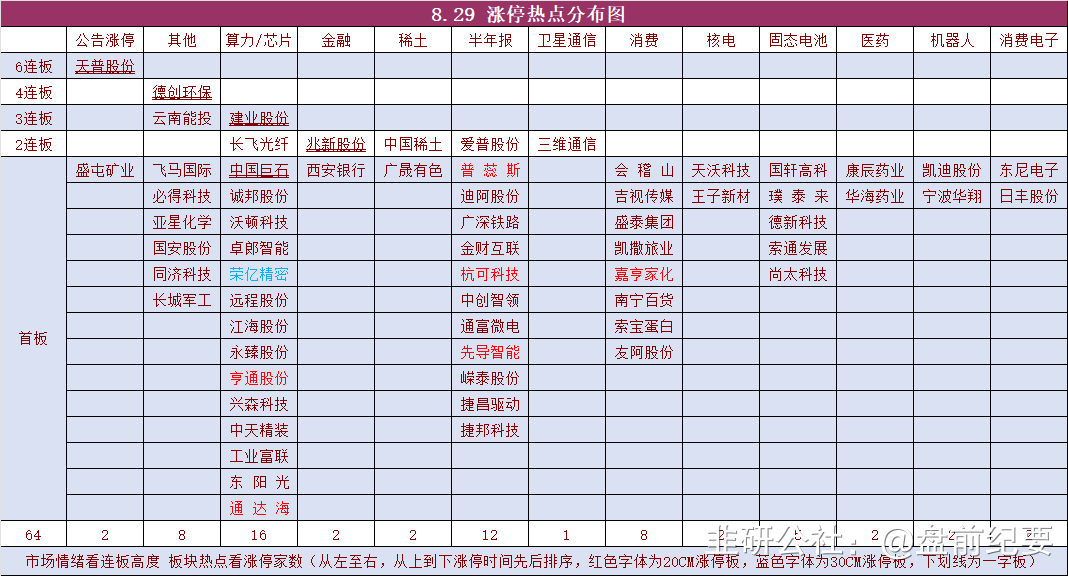 8.29 涨停热点分布图
公告涨停 其他 算力/芯片 金融 稀土 半年报 卫星通信 消费 核电 固态电池 医药 机器人 消费电子
6连板 天普股份
4连板 德创环保
3连板 云南能投 建业股份
2连板 长飞光纤 兆新股份 中国稀土 爱普股份 三维通信
盛屯矿业 飞马国际 中国巨石 西安银行 广晟有色 普蕊斯 会稽山 天沃科技 国轩高科 康辰药业 凯迪股份 东尼电子
必得科技 诚邦股份 迪阿股份 吉视传媒 王子新材 璞泰来 华海药业 宁波华翔 日丰股份
亚星化学 沃顿科技 广深铁路 盛泰集团 德新科技
国安股份 卓郎智能 金财互联 凯撒旅业 索通发展
同济科技 荣亿精密 杭可科技 嘉亨家化 尚太科技
长城军工 远程股份 中创智领 南宁百货
江海股份 通富微电 索宝蛋白
首板
永臻股份 先导智能 友阿股份
亨通股份 嵘泰股份
兴森科技 捷昌驱动
中天精装 捷邦科技
工业富联
东阳光
通达海
64 2 8 16 2 2 12 1 8 2 5 2 2 2
市场情绪看连板高度 板块热点看涨停家数（从左至右，从上到下涨停时间先后排序，红色字体为20CM涨停板，蓝色字体为30CM涨停板，下划线为一字板）
韭研公社：@盘前纪要